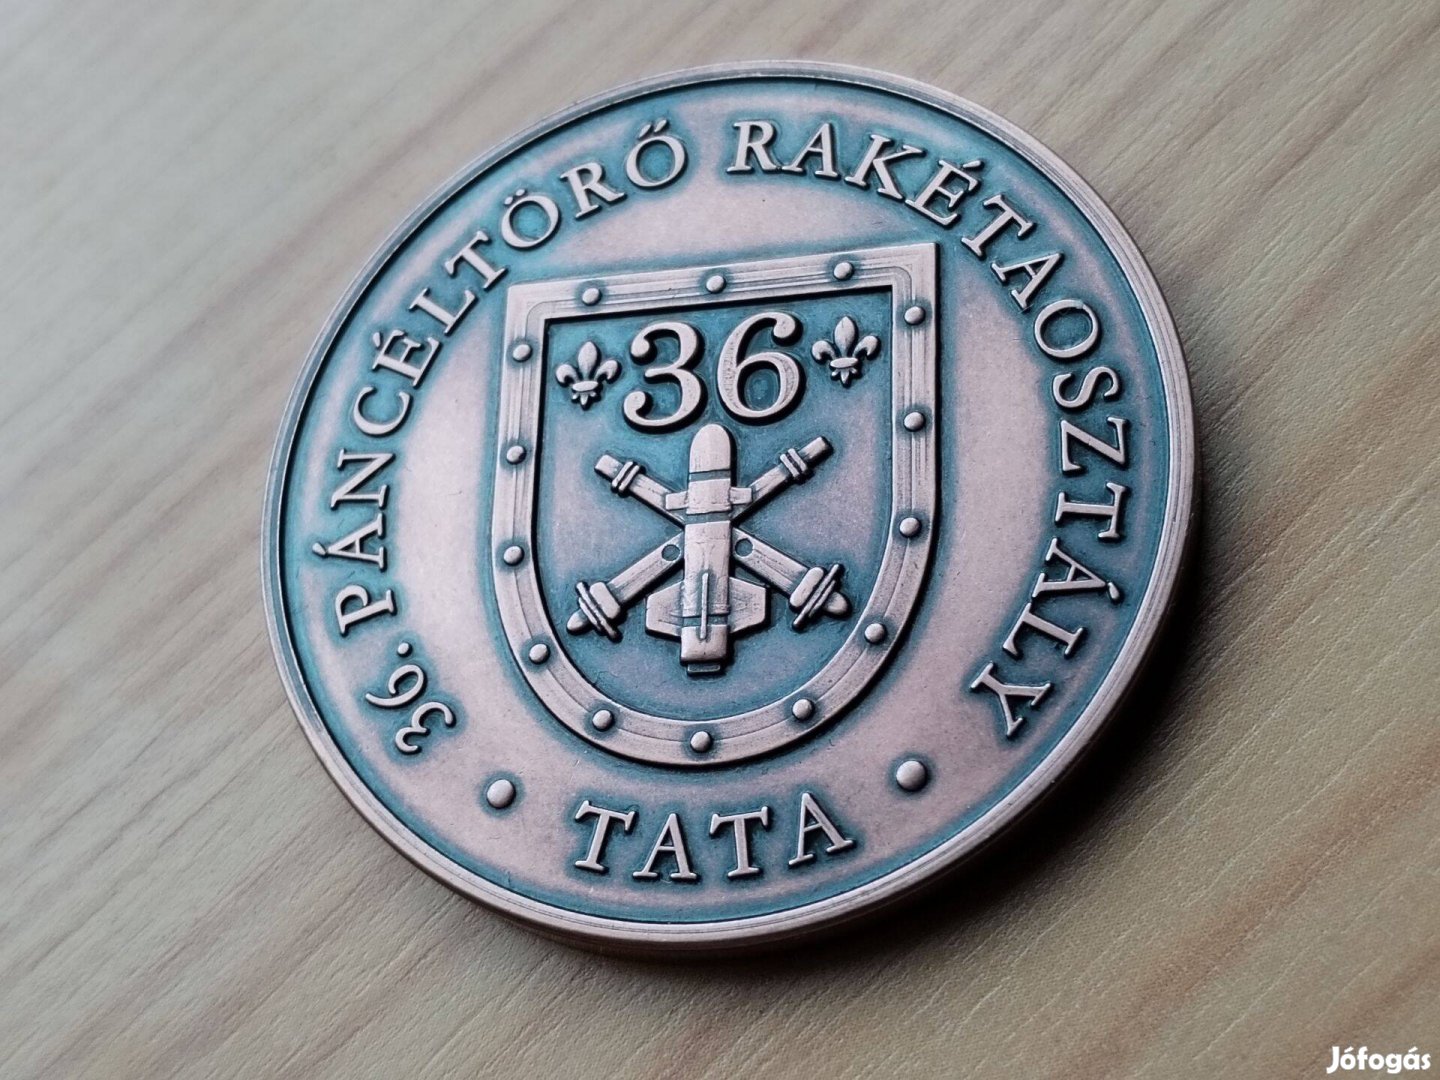 36. PÁNCÉLTÖRŐ RAKÉTAOSZTÁLY
36
• TATA •
Jófogás